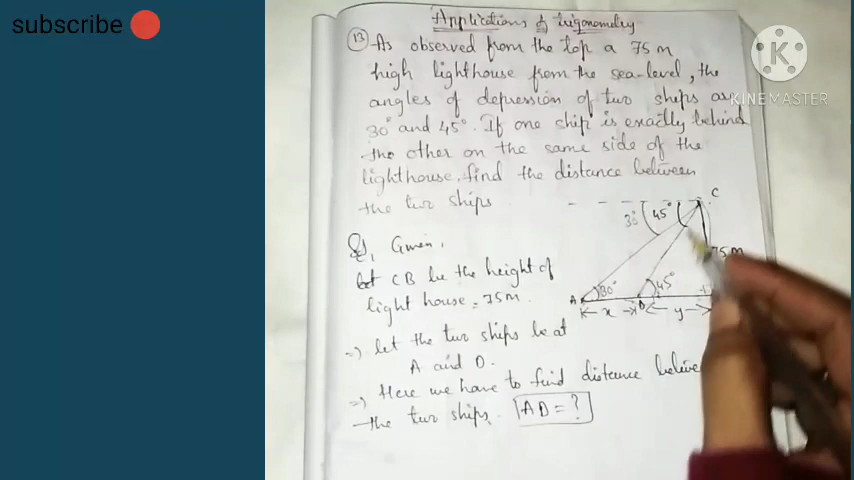 subscribe
Applications of trigonometry
13 As observed from the top a 75 m
high lighthouse from the sea-level, the
angles of depression of two ships are
30° and 45°. If one ship is exactly behind
the other on the same side of the
lighthouse, find the distance between
the two ships
Given,
let CB be the height of
light house = 75m.
=) let the two ships be at
A and D.
=) Here we have to find distance
the two ships. AD = ?
C
30° 45°
75 m
A 30° D 45°
x y
K
KINEMASTER